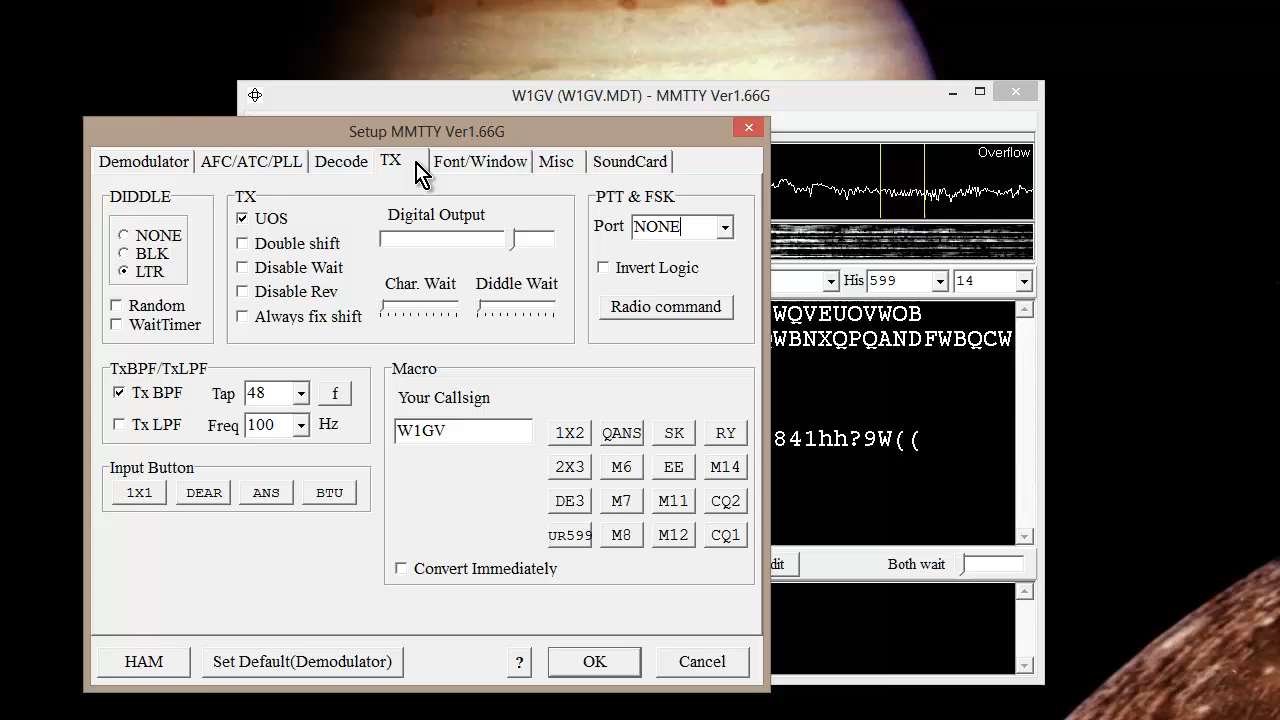 W1GV (W1GV.MDT) - MMTTY Ver1.66G
Setup MMTTY Ver1.66G
Demodulator AFC/ATC/PLL Decode TX Font/Window Misc SoundCard
Overflow
DIDDLE
NONE
BLK
LTR
Random
WaitTimer
TX
UOS
Double shift
Disable Wait
Disable Rev
Always fix shift
Digital Output
Char. Wait Diddle Wait
PTT & FSK
Port NONE
Invert Logic
Radio command
His 599 14
WQVEUOVWOB
WBNXQPQANDFWBQCW
841hh?9W((
TxBPF/TxLPF
Tx BPF Tap 48 f
Tx LPF Freq 100 Hz
Input Button
1X1 DEAR ANS BTU
Macro
Your Callsign
W1GV
1X2 QANS SK RY
2X3 M6 EE M14
DE3 M7 M11 CQ2
UR599 M8 M12 CQ1
Convert Immediately
dit Both wait
HAM Set Default(Demodulator) ? OK Cancel